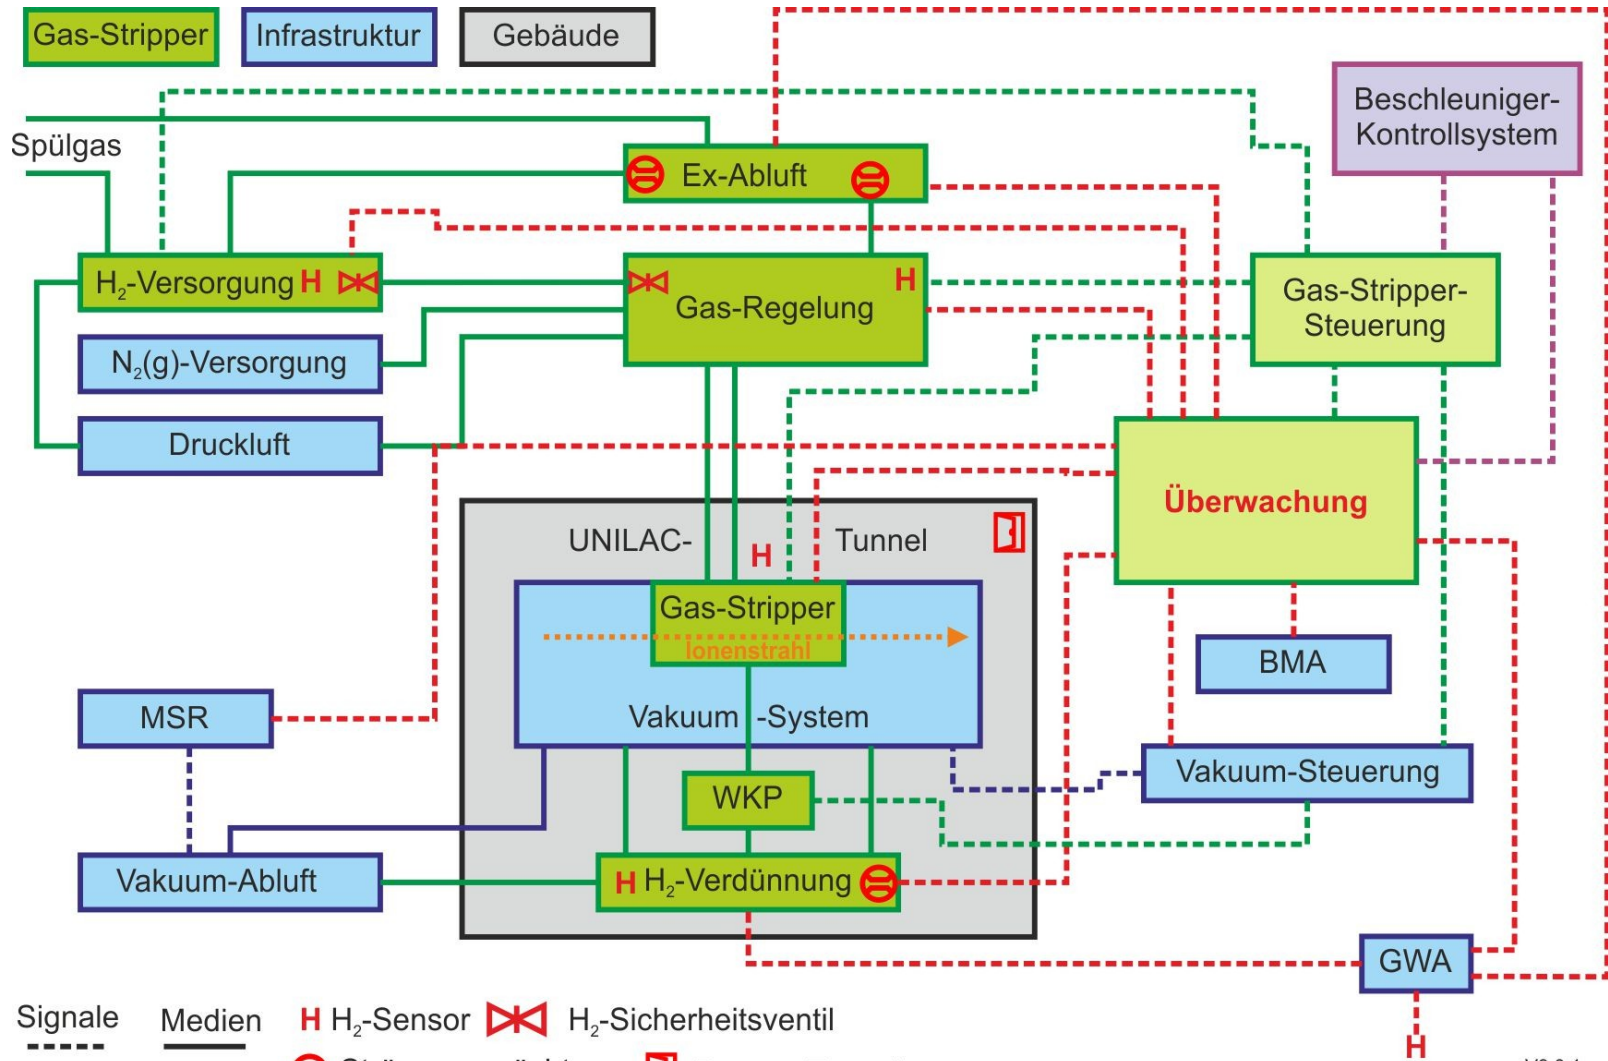 Gas-Stripper
Infrastruktur
Gebäude
Beschleuniger-
Kontrollsystem
Spülgas
Ex-Abluft
H₂-Versorgung H
Gas-Regelung
H
Gas-Stripper-
Steuerung
N₂(g)-Versorgung
Druckluft
Überwachung
UNILAC-
Tunnel
H
Gas-Stripper
Ionenstrahl
BMA
MSR
Vakuum-System
Vakuum-Steuerung
WKP
Vakuum-Abluft
H H₂-Verdünnung
GWA
Signale
Medien
H H₂-Sensor
H₂-Sicherheitsventil
H